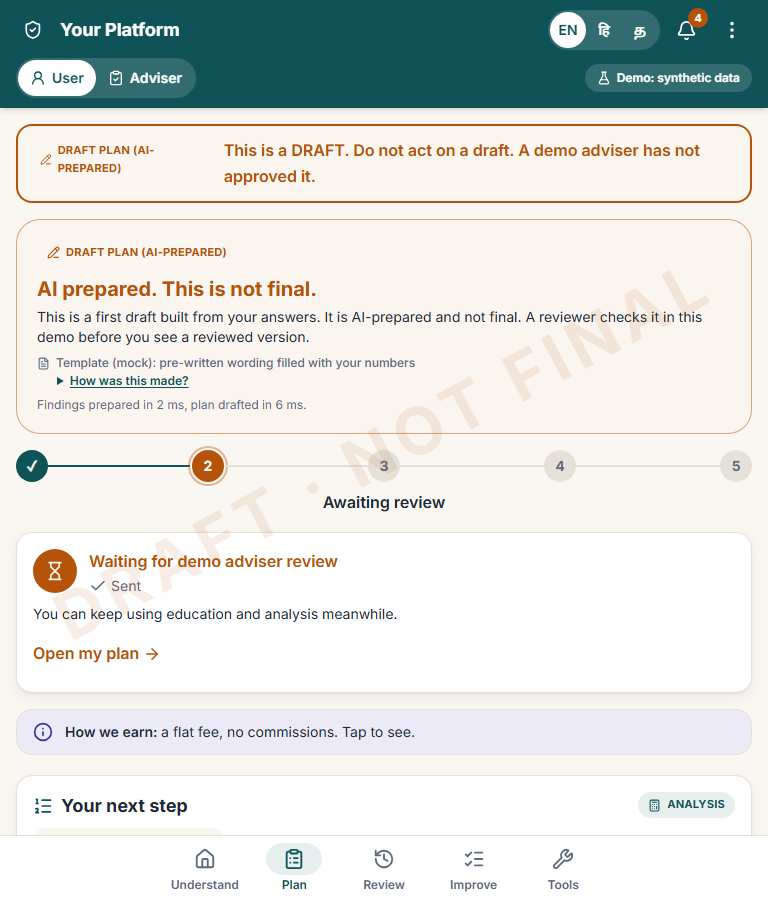 Your Platform
EN
हि
த
4
User
Adviser
Demo: synthetic data
DRAFT PLAN (AI-
PREPARED)
This is a DRAFT. Do not act on a draft. A demo adviser has not
approved it.
DRAFT PLAN (AI-PREPARED)
AI prepared. This is not final.
This is a first draft built from your answers. It is AI-prepared and not final. A reviewer checks it in this
demo before you see a reviewed version.
Template (mock): pre-written wording filled with your numbers
How was this made?
Findings prepared in 2 ms, plan drafted in 6 ms.
DRAFT · NOT FINAL
2
3
4
5
Awaiting review
Waiting for demo adviser review
Sent
You can keep using education and analysis meanwhile.
Open my plan
How we earn: a flat fee, no commissions. Tap to see.
Your next step
ANALYSIS
Understand
Plan
Review
Improve
Tools